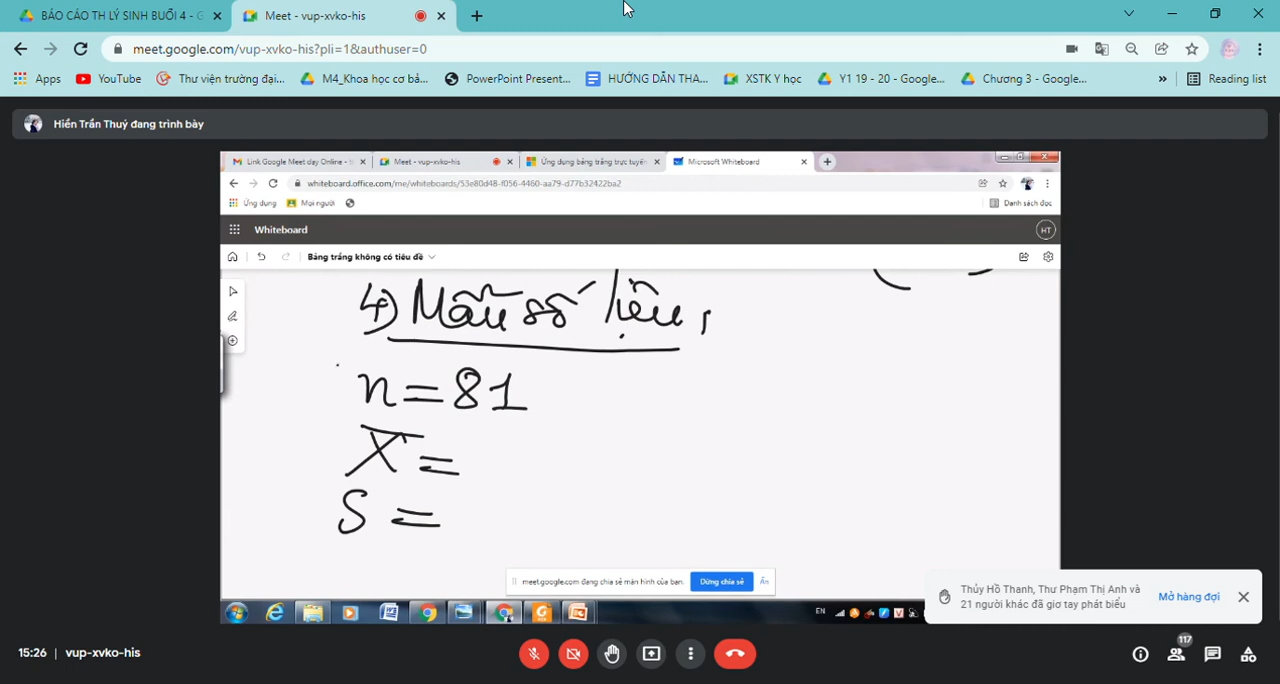 BÁO CÁO TH LÝ SINH BUỔI 4 - G
Meet - vup-xvko-his
meet.google.com/vup-xvko-his?pli=1&authuser=0
Apps YouTube Thư viện trường đại... M4_Khoa học cơ bả... PowerPoint Present... HƯỚNG DẪN THA... XSTK Y học Y1 19 - 20 - Google... Chương 3 - Google... » Reading list
Hiền Trần Thuý đang trình bày
Link Google Meet dạy Online - Meet - vup-xvko-his Ứng dụng bảng trắng trực tuyến Microsoft Whiteboard
whiteboard.office.com/me/whiteboards/53e80d48-f056-4460-aa79-d77b32422ba2
Ứng dụng Mọi người Danh sách đọc
Whiteboard HT
Bảng trắng không có tiêu đề
4) Mẫu số liệu,
n = 81
X̅ =
S =
meet.google.com đang chia sẻ màn hình của bạn. Dừng chia sẻ Ẩn
Thúy Hồ Thanh, Thư Phạm Thị Anh và
21 người khác đã giơ tay phát biểu
Mở hàng đợi
EN
15:26 | vup-xvko-his
117